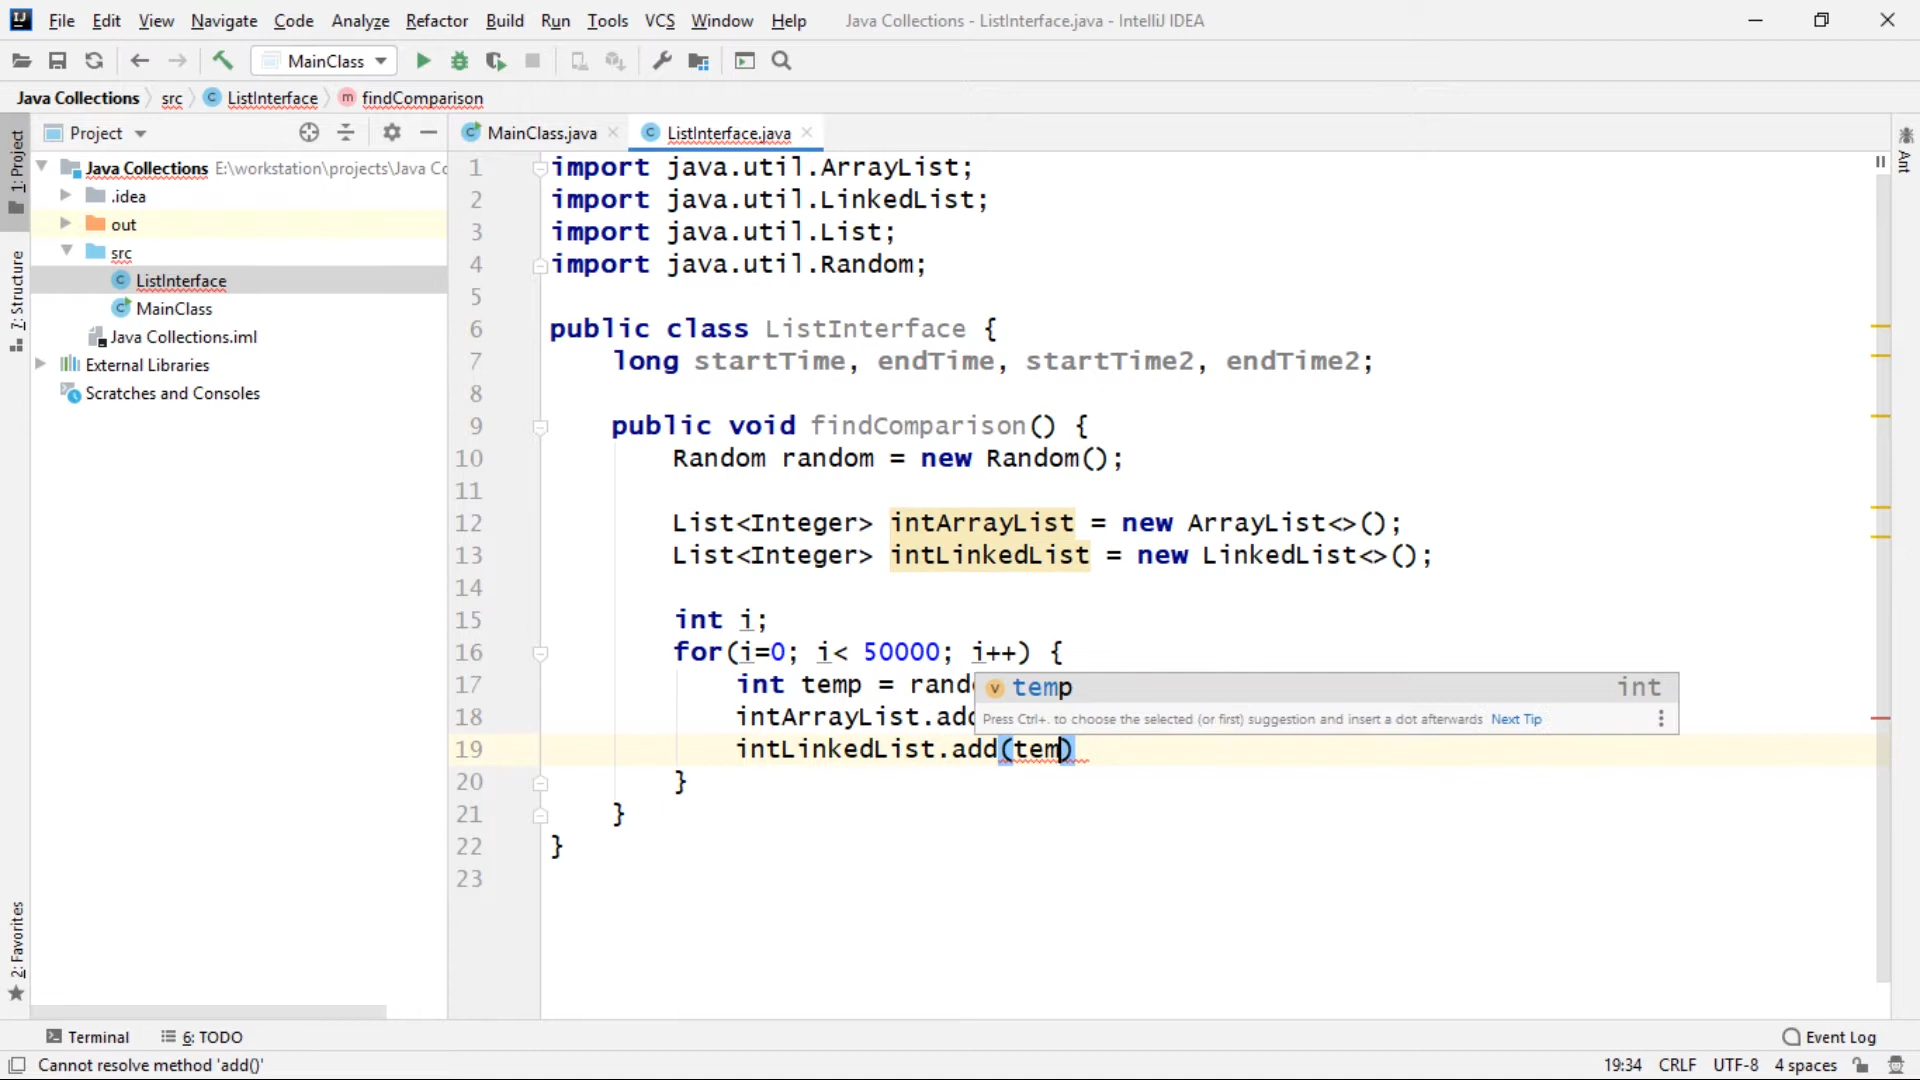 File Edit View Navigate Code Analyze Refactor Build Run Tools VCS Window Help Java Collections - ListInterface.java - IntelliJ IDEA
MainClass
Java Collections src ListInterface findComparison
Project
MainClass.java ListInterface.java
1: Project
7: Structure
2: Favorites
Ant
Java Collections E:\workstation\projects\Java Co
.idea
out
src
ListInterface
MainClass
Java Collections.iml
External Libraries
Scratches and Consoles
1 import java.util.ArrayList;
2 import java.util.LinkedList;
3 import java.util.List;
4 import java.util.Random;
5
6 public class ListInterface {
7 long startTime, endTime, startTime2, endTime2;
8
9 public void findComparison() {
10 Random random = new Random();
11
12 List<Integer> intArrayList = new ArrayList<>();
13 List<Integer> intLinkedList = new LinkedList<>();
14
15 int i;
16 for(i=0; i< 50000; i++) {
17 int temp = rand
temp int
18 intArrayList.add
Press Ctrl+. to choose the selected (or first) suggestion and insert a dot afterwards Next Tip
19 intLinkedList.add(tem)
20 }
21 }
22 }
23
Terminal 6: TODO Event Log
Cannot resolve method 'add()' 19:34 CRLF UTF-8 4 spaces